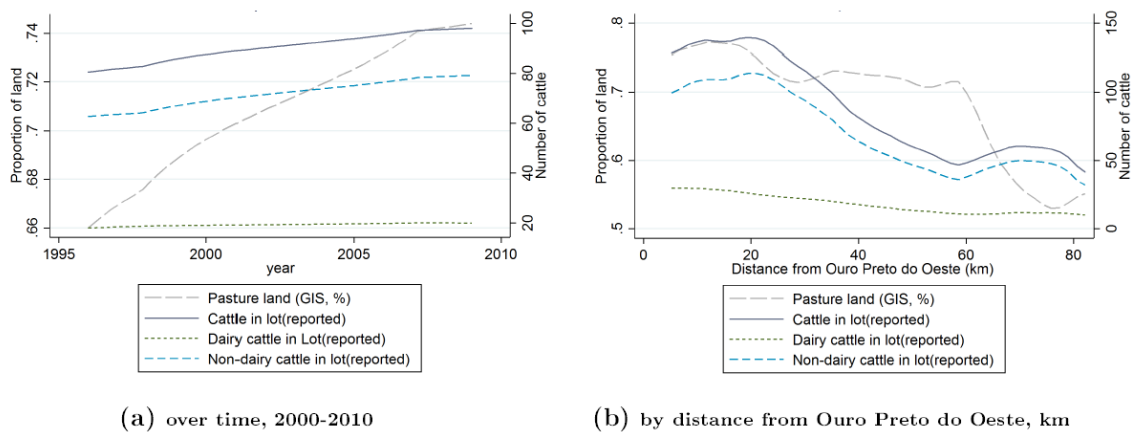 Proportion of land
.74
.72
.7
.68
.66
100
80
60
40
20
Number of cattle
1995
2000
2005
2010
year
Pasture land (GIS, %)
Cattle in lot(reported)
Dairy cattle in Lot(reported)
Non-dairy cattle in lot(reported)
(a) over time, 2000-2010
Proportion of land
.8
.7
.6
.5
150
100
50
0
Number of cattle
0
20
40
60
80
Distance from Ouro Preto do Oeste (km)
Pasture land (GIS, %)
Cattle in lot(reported)
Dairy cattle in lot(reported)
Non-dairy cattle in lot(reported)
(b) by distance from Ouro Preto do Oeste, km